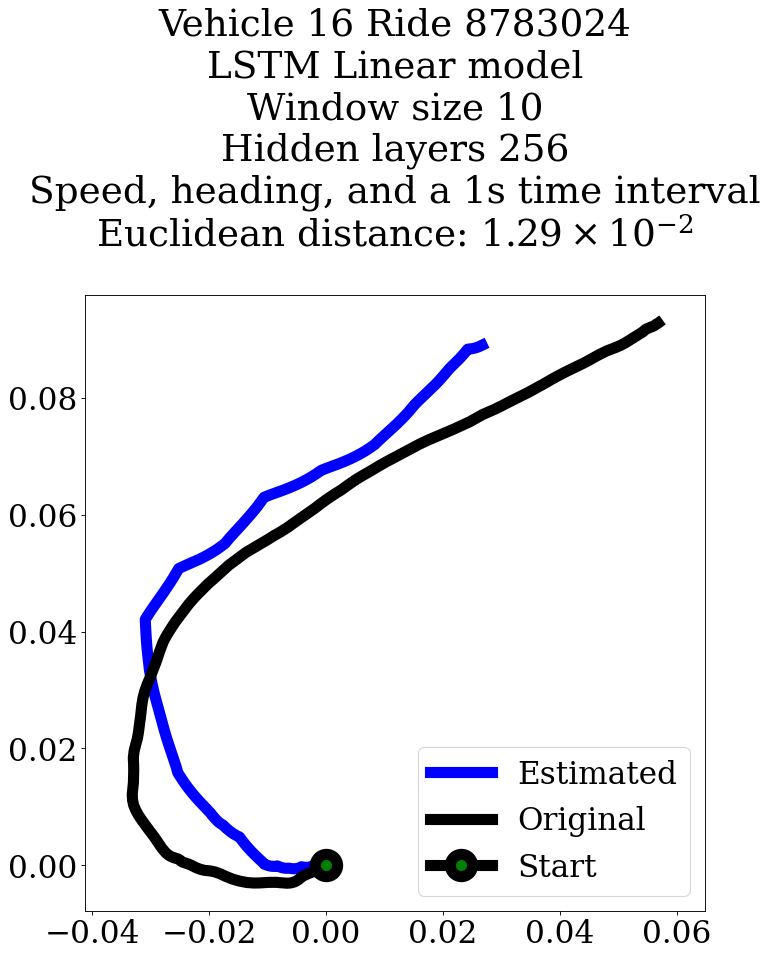 Vehicle 16 Ride 8783024
LSTM Linear model
Window size 10
Hidden layers 256
Speed, heading, and a 1s time interval
Euclidean distance: 1.29 × 10⁻²
0.08
0.06
0.04
0.02
0.00
Estimated
Original
Start
−0.04 −0.02 0.00 0.02 0.04 0.06